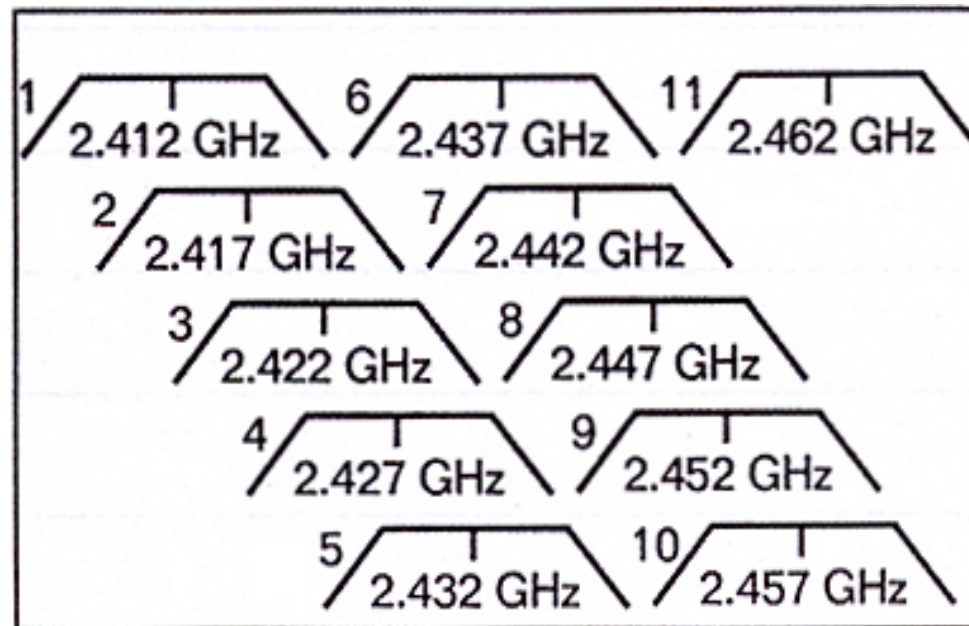 1 2.412 GHz 6 2.437 GHz 11 2.462 GHz
2 2.417 GHz 7 2.442 GHz
3 2.422 GHz 8 2.447 GHz
4 2.427 GHz 9 2.452 GHz
5 2.432 GHz 10 2.457 GHz